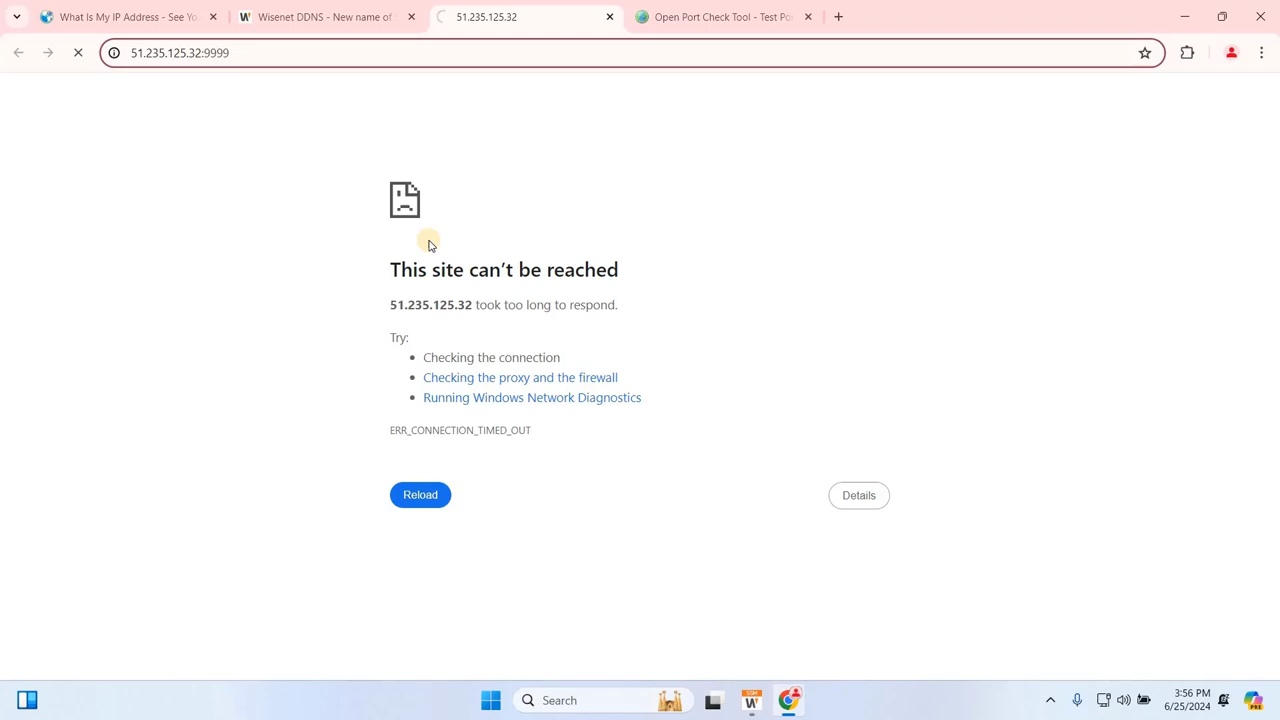 What Is My IP Address - See Yo
Wisenet DDNS - New name of
51.235.125.32
Open Port Check Tool - Test Po
51.235.125.32:9999
This site can't be reached
51.235.125.32 took too long to respond.
Try:
Checking the connection
Checking the proxy and the firewall
Running Windows Network Diagnostics
ERR_CONNECTION_TIMED_OUT
Reload
Details
Search
SSM
W
3:56 PM
6/25/2024
PRE